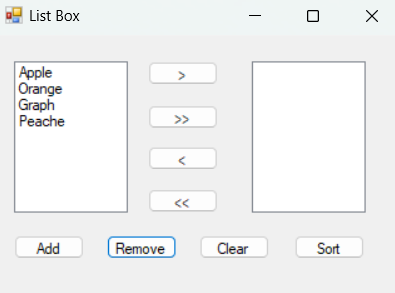 List Box
Apple
Orange
Graph
Peache
>
>>
<
<<
Add Remove Clear Sort